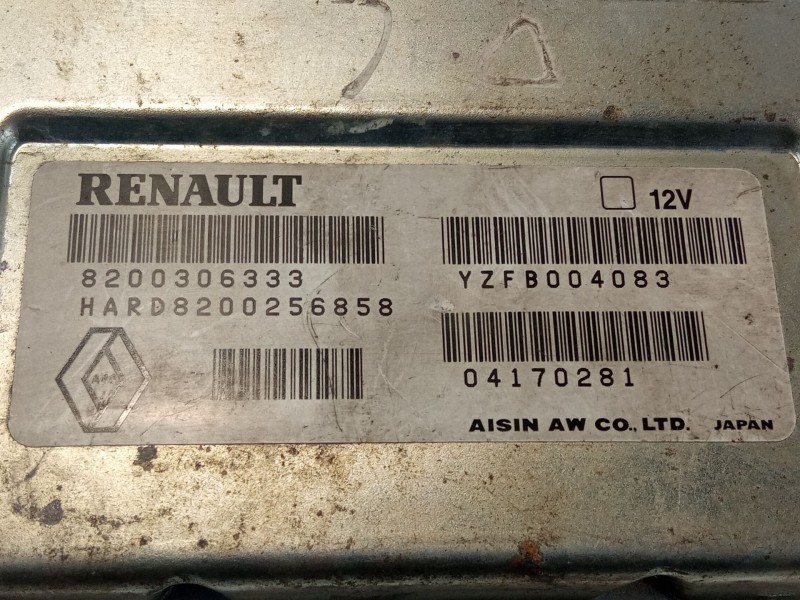 RENAULT
12V
8200306333
HARD8200256858
YZFB004083
04170281
AISIN AW CO., LTD. JAPAN